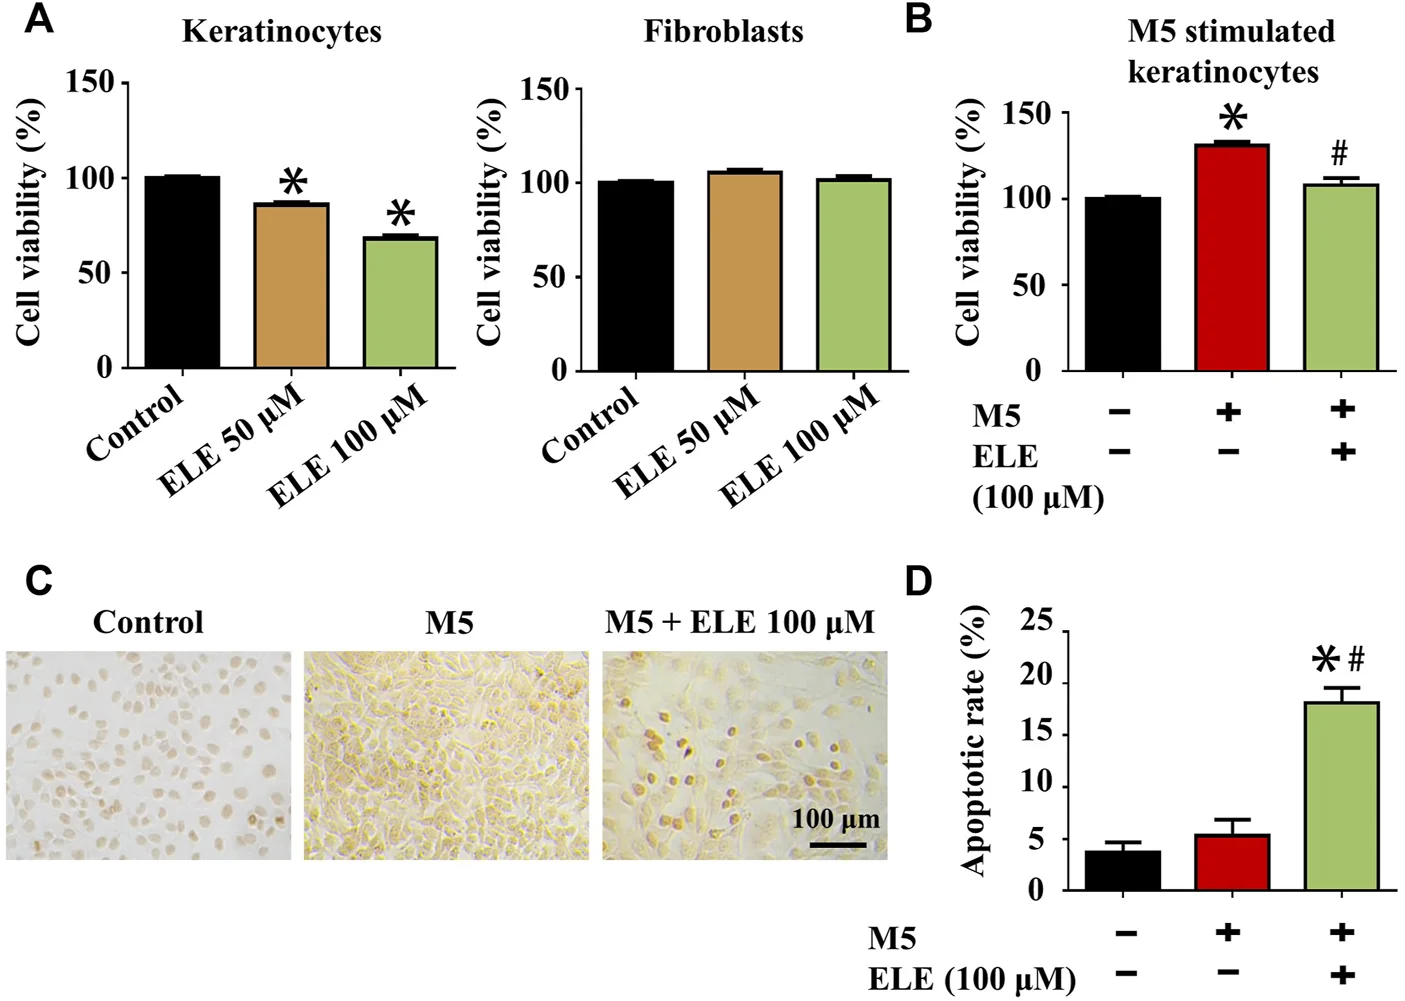 A
Keratinocytes
Cell viability (%)
150
100
50
0
*
*
Control
ELE 50 μM
ELE 100 μM
Fibroblasts
Cell viability (%)
150
100
50
0
Control
ELE 50 μM
ELE 100 μM
B
M5 stimulated
keratinocytes
Cell viability (%)
150
100
50
0
*
#
M5 − + +
ELE − − +
(100 μM)
C
Control
M5
M5 + ELE 100 μM
100 μm
D
Apoptotic rate (%)
25
20
15
10
5
0
* #
M5 − + +
ELE (100 μM) − − +